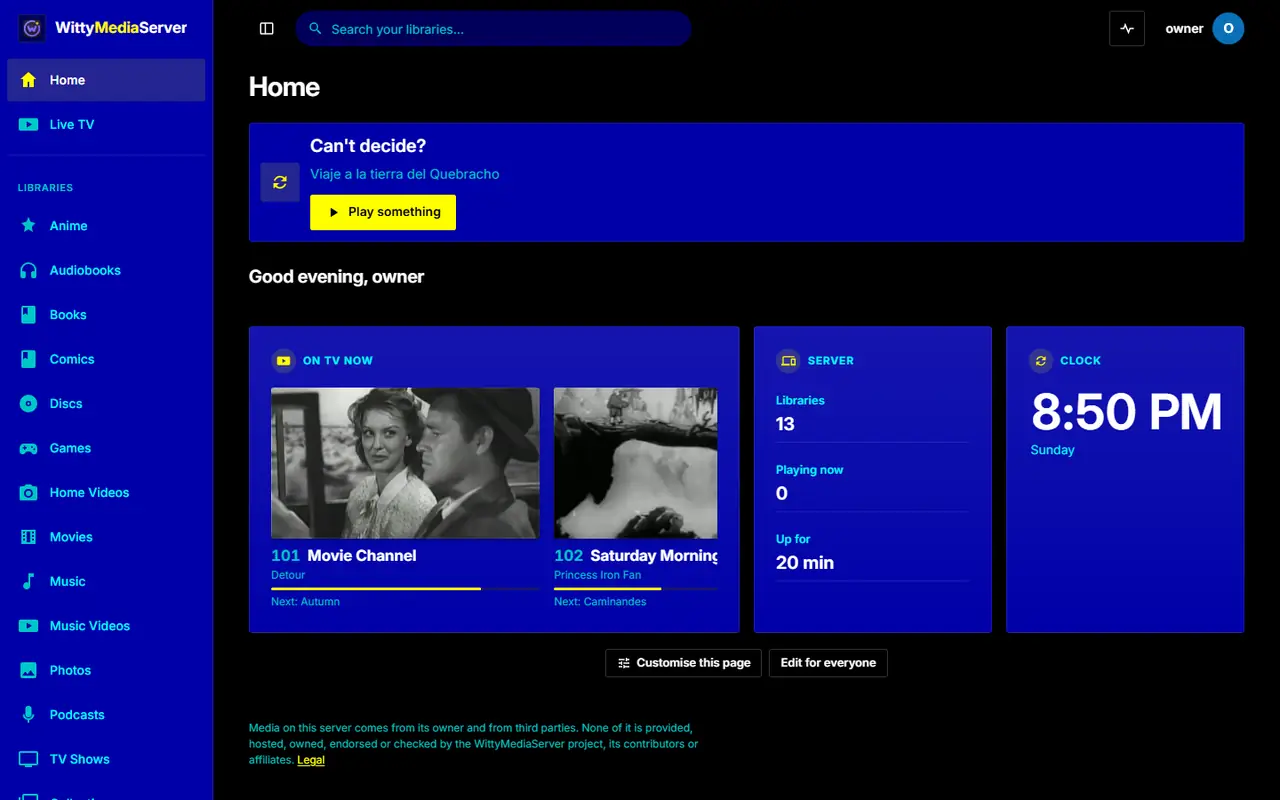 WittyMediaServer
Search your libraries...
owner
O
Home
Live TV
LIBRARIES
Anime
Audiobooks
Books
Comics
Discs
Games
Home Videos
Movies
Music
Music Videos
Photos
Podcasts
TV Shows
Home
Can't decide?
Viaje a la tierra del Quebracho
Play something
Good evening, owner
ON TV NOW
101 Movie Channel
Detour
Next: Autumn
102 Saturday Morning
Princess Iron Fan
Next: Caminandes
SERVER
Libraries
13
Playing now
0
Up for
20 min
CLOCK
8:50 PM
Sunday
Customise this page
Edit for everyone
Media on this server comes from its owner and from third parties. None of it is provided,
hosted, owned, endorsed or checked by the WittyMediaServer project, its contributors or
affiliates. Legal